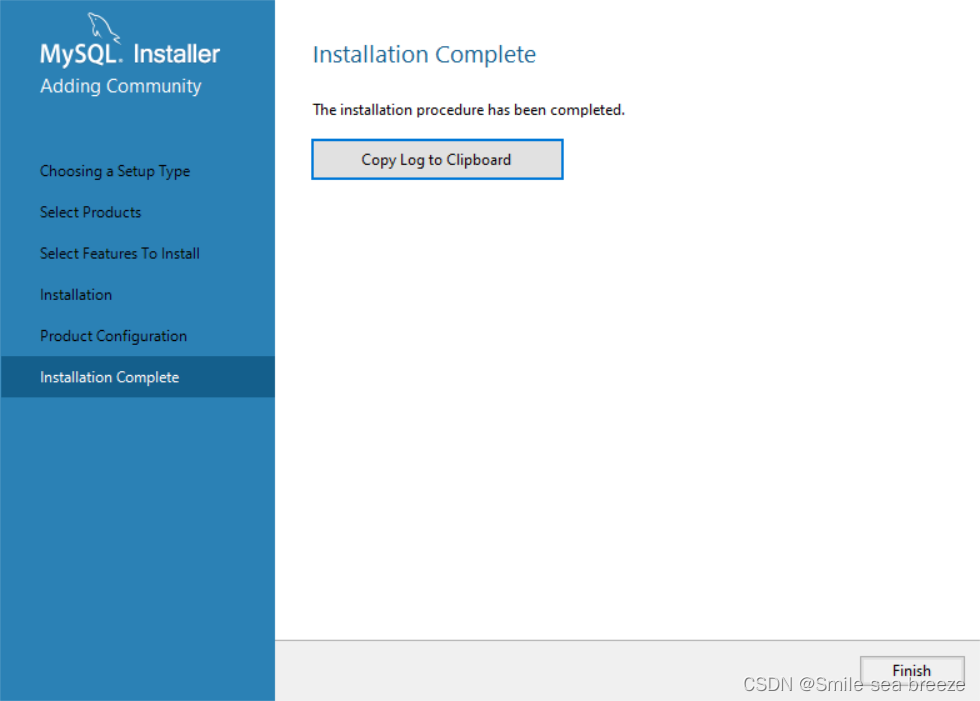 MySQL. Installer
Adding Community
Choosing a Setup Type
Select Products
Select Features To Install
Installation
Product Configuration
Installation Complete
Installation Complete
The installation procedure has been completed.
Copy Log to Clipboard
Finish
CSDN @Smile sea breeze